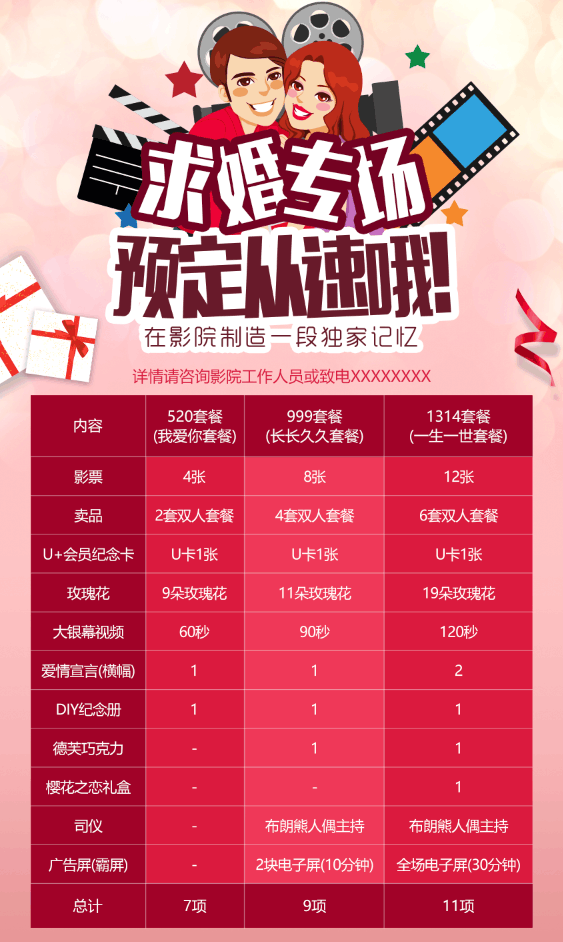 求婚专场
预定从速哦!
在影院制造一段独家记忆
详情请咨询影院工作人员或致电XXXXXXXX
内容 520套餐 (我爱你套餐) 999套餐 (长长久久套餐) 1314套餐 (一生一世套餐)
影票 4张 8张 12张
卖品 2套双人套餐 4套双人套餐 6套双人套餐
U+会员纪念卡 U卡1张 U卡1张 U卡1张
玫瑰花 9朵玫瑰花 11朵玫瑰花 19朵玫瑰花
大银幕视频 60秒 90秒 120秒
爱情宣言(横幅) 1 1 2
DIY纪念册 1 1 1
德芙巧克力 - 1 1
樱花之恋礼盒 - - 1
司仪 - 布朗熊人偶主持 布朗熊人偶主持
广告屏(霸屏) - 2块电子屏(10分钟) 全场电子屏(30分钟)
总计 7项 9项 11项